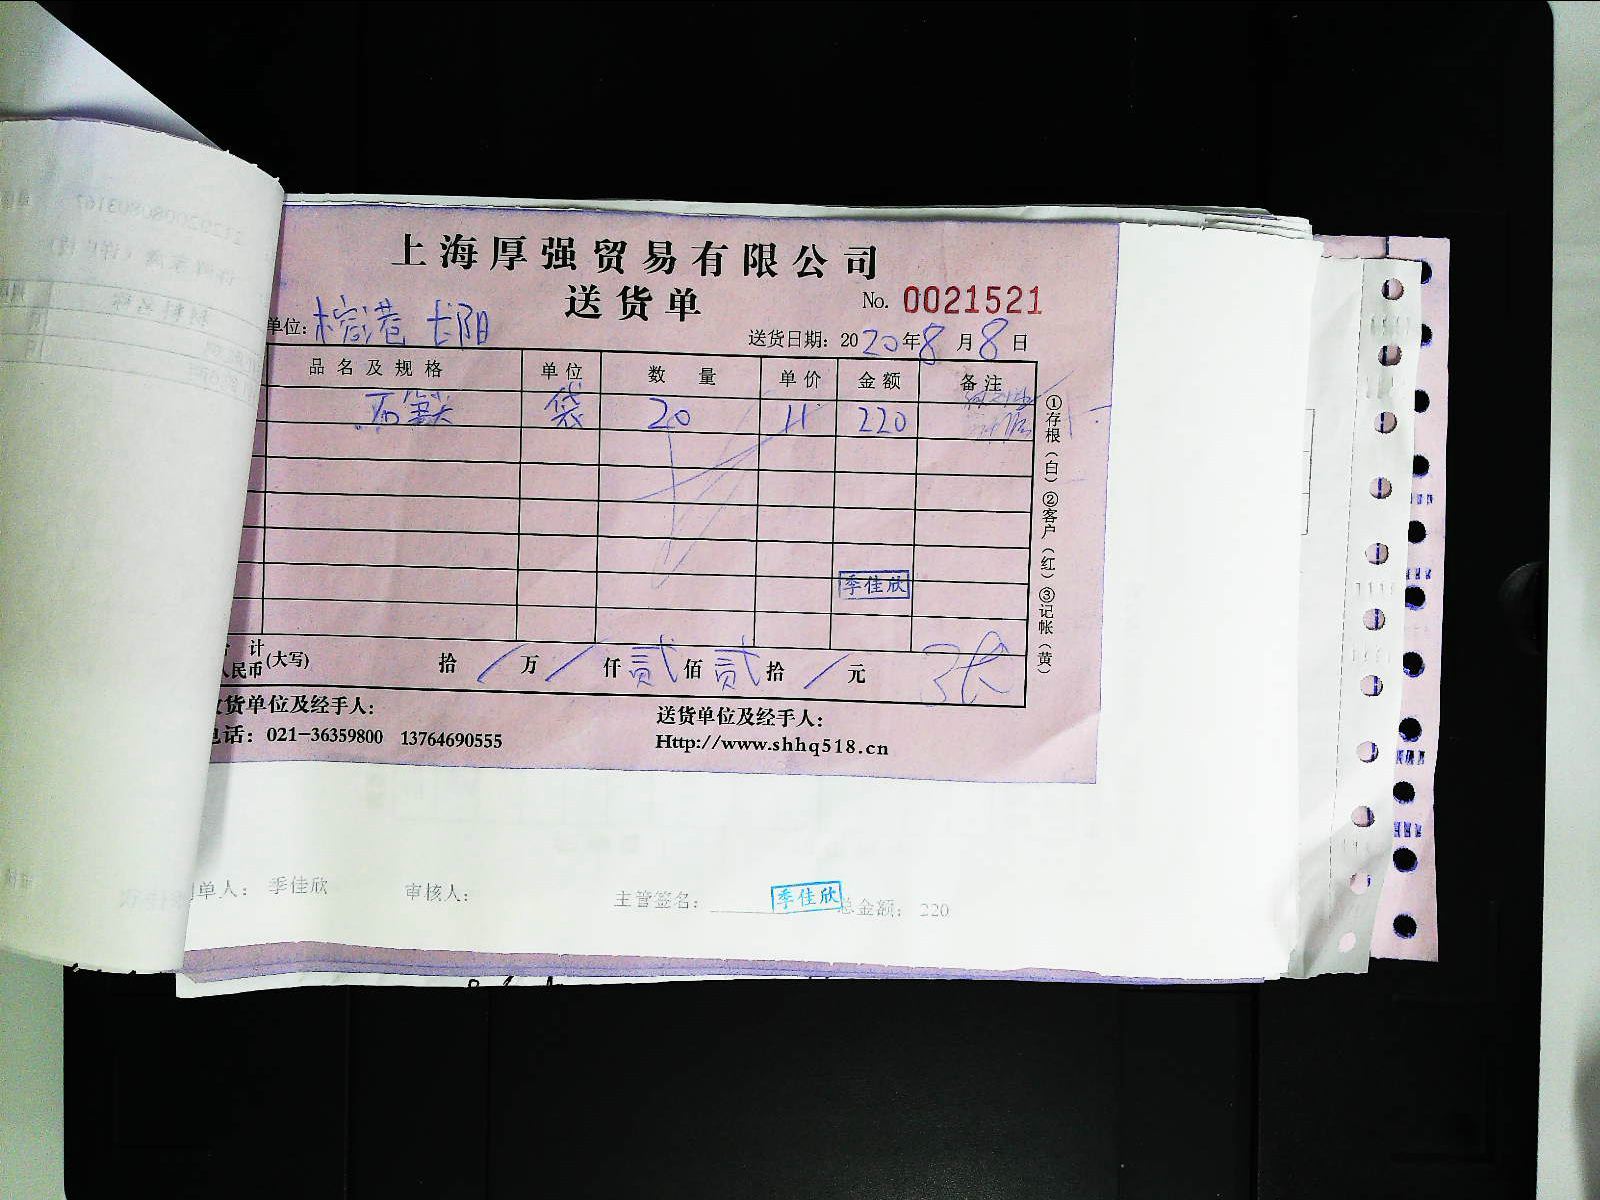 上海厚强贸易有限公司
送货单
No. 0021521
单位: 榕港 长阳
送货日期: 2020年8月8日
品名及规格 单位 数量 单价 金额 备注
袋 20 11 220
季佳欣
计 (大写) 拾 / 万 / 仟 贰 佰 贰 拾 / 元
人民币
货单位及经手人:
送货单位及经手人:
话: 021-36359800 13764690555
Http://www.shhq518.cn
①存根(白)②客户(红)③记帐(黄)
单人: 季佳欣 审核人: 主管签名: 季佳欣 总金额: 220